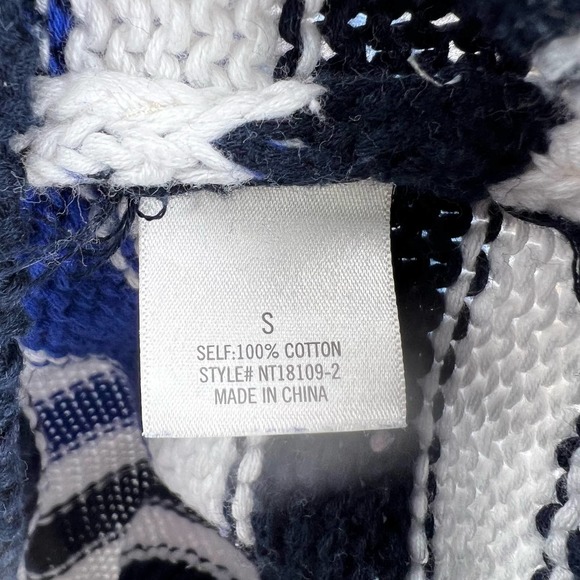 S
SELF:100% COTTON
STYLE# NT18109-2
MADE IN CHINA